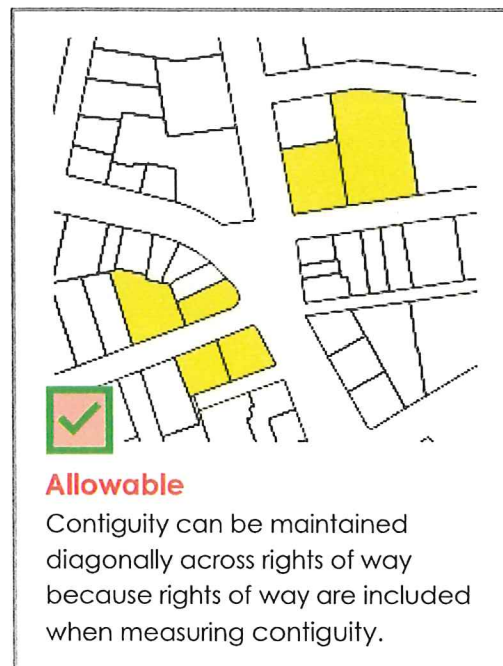 Allowable
Contiguity can be maintained
diagonally across rights of way
because rights of way are included
when measuring contiguity.